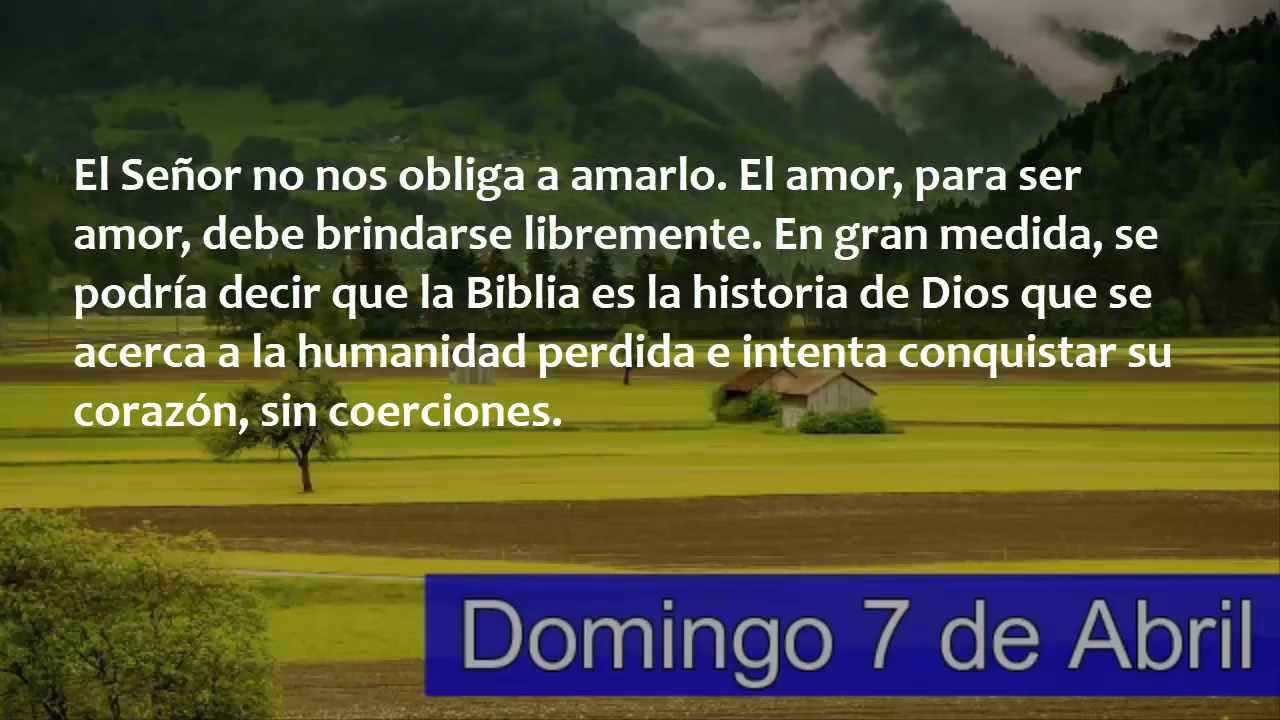 El Señor no nos obliga a amarlo. El amor, para ser
amor, debe brindarse libremente. En gran medida, se
podría decir que la Biblia es la historia de Dios que se
acerca a la humanidad perdida e intenta conquistar su
corazón, sin coerciones.
Domingo 7 de Abril